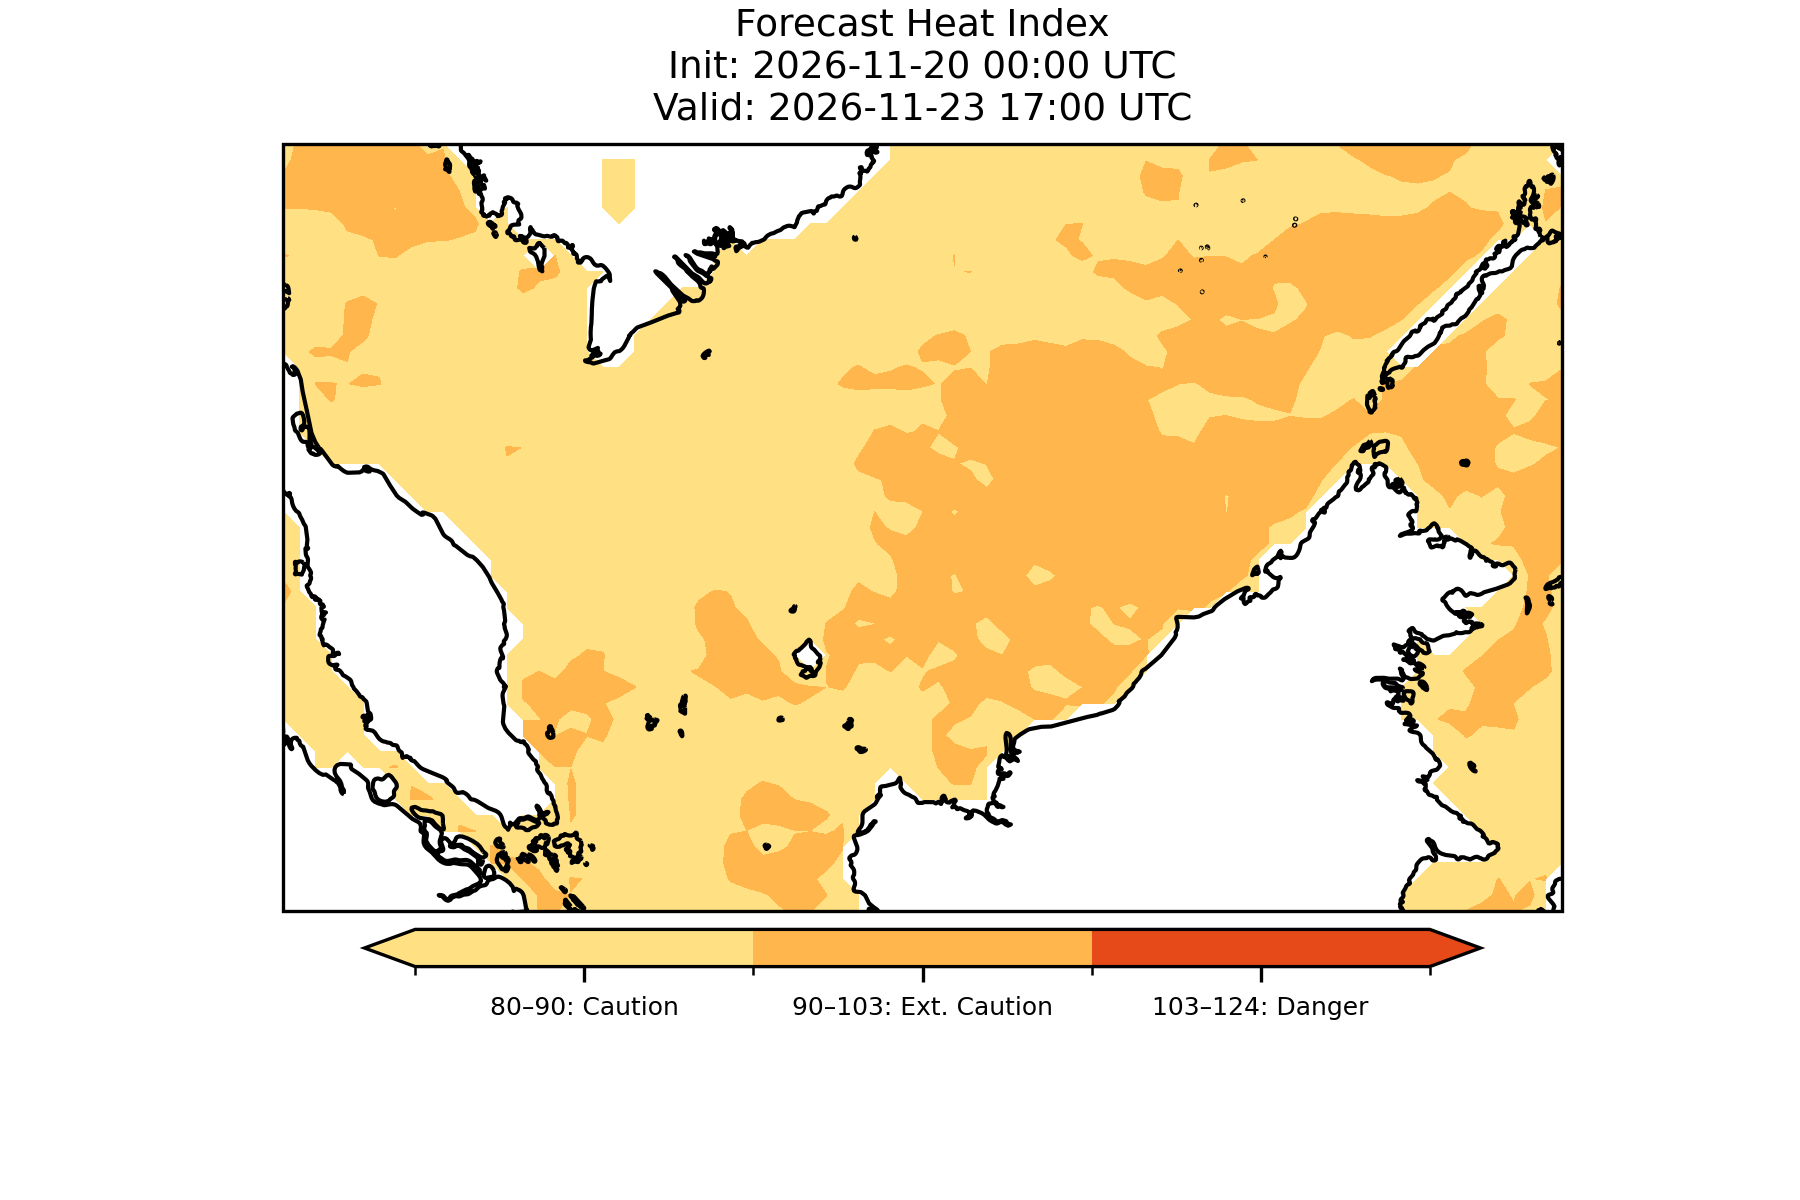 Forecast Heat Index
Init: 2026-11-20 00:00 UTC
Valid: 2026-11-23 17:00 UTC
80–90: Caution
90–103: Ext. Caution
103–124: Danger